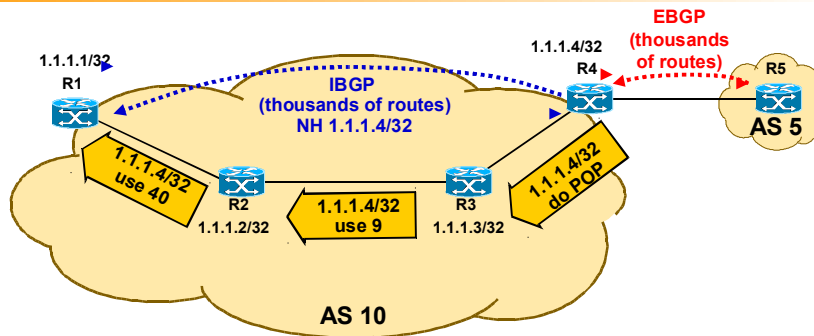 1.1.1.1/32
R1
IBGP
(thousands of routes)
NH 1.1.1.4/32
1.1.1.4/32
R4
EBGP
(thousands
of routes)
R5
AS 5
1.1.1.4/32
use 40
R2
1.1.1.2/32
1.1.1.4/32
use 9
R3
1.1.1.3/32
1.1.1.4/32
do POP
AS 10